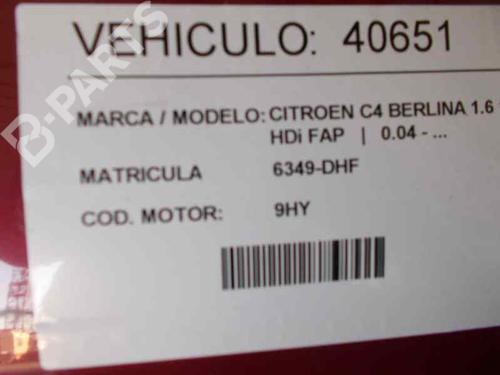 VEHICULO: 40651
MARCA / MODELO: CITROEN C4 BERLINA 1.6
HDi FAP | 0.04 - ...
MATRICULA 6349-DHF
COD. MOTOR: 9HY
B-PARTS